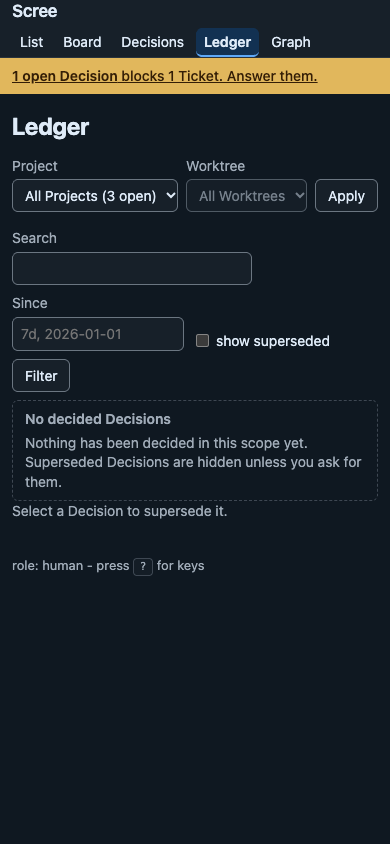 Scree
List Board Decisions Ledger Graph
1 open Decision blocks 1 Ticket. Answer them.
Ledger
Project Worktree
All Projects (3 open) All Worktrees Apply
Search
Since
7d, 2026-01-01 show superseded
Filter
No decided Decisions
Nothing has been decided in this scope yet.
Superseded Decisions are hidden unless you ask for
them.
Select a Decision to supersede it.
role: human - press ? for keys